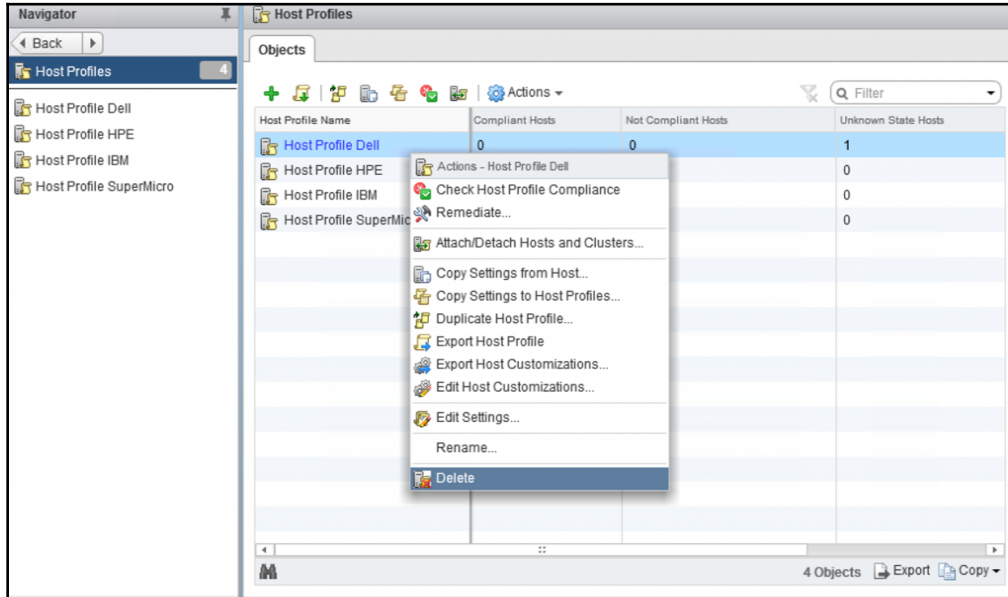 Navigator
Back
Host Profiles 4
Host Profile Dell
Host Profile HPE
Host Profile IBM
Host Profile SuperMicro
Host Profiles
Objects
Actions
Filter
Host Profile Name Compliant Hosts Not Compliant Hosts Unknown State Hosts
Host Profile Dell 0 0 1
Host Profile HPE 0
Host Profile IBM 0
Host Profile SuperMic 0
Actions - Host Profile Dell
Check Host Profile Compliance
Remediate...
Attach/Detach Hosts and Clusters...
Copy Settings from Host...
Copy Settings to Host Profiles...
Duplicate Host Profile...
Export Host Profile
Export Host Customizations...
Edit Host Customizations...
Edit Settings...
Rename...
Delete
4 Objects Export Copy